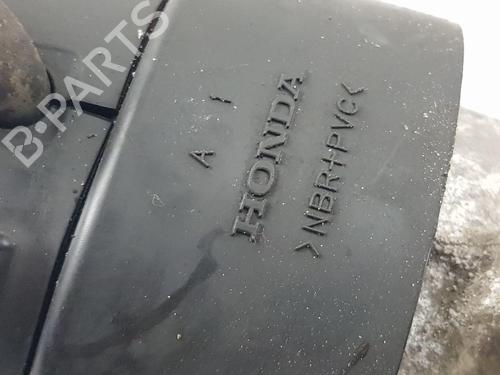 B-PARTS
A I
HONDA
>NBR+PVC<